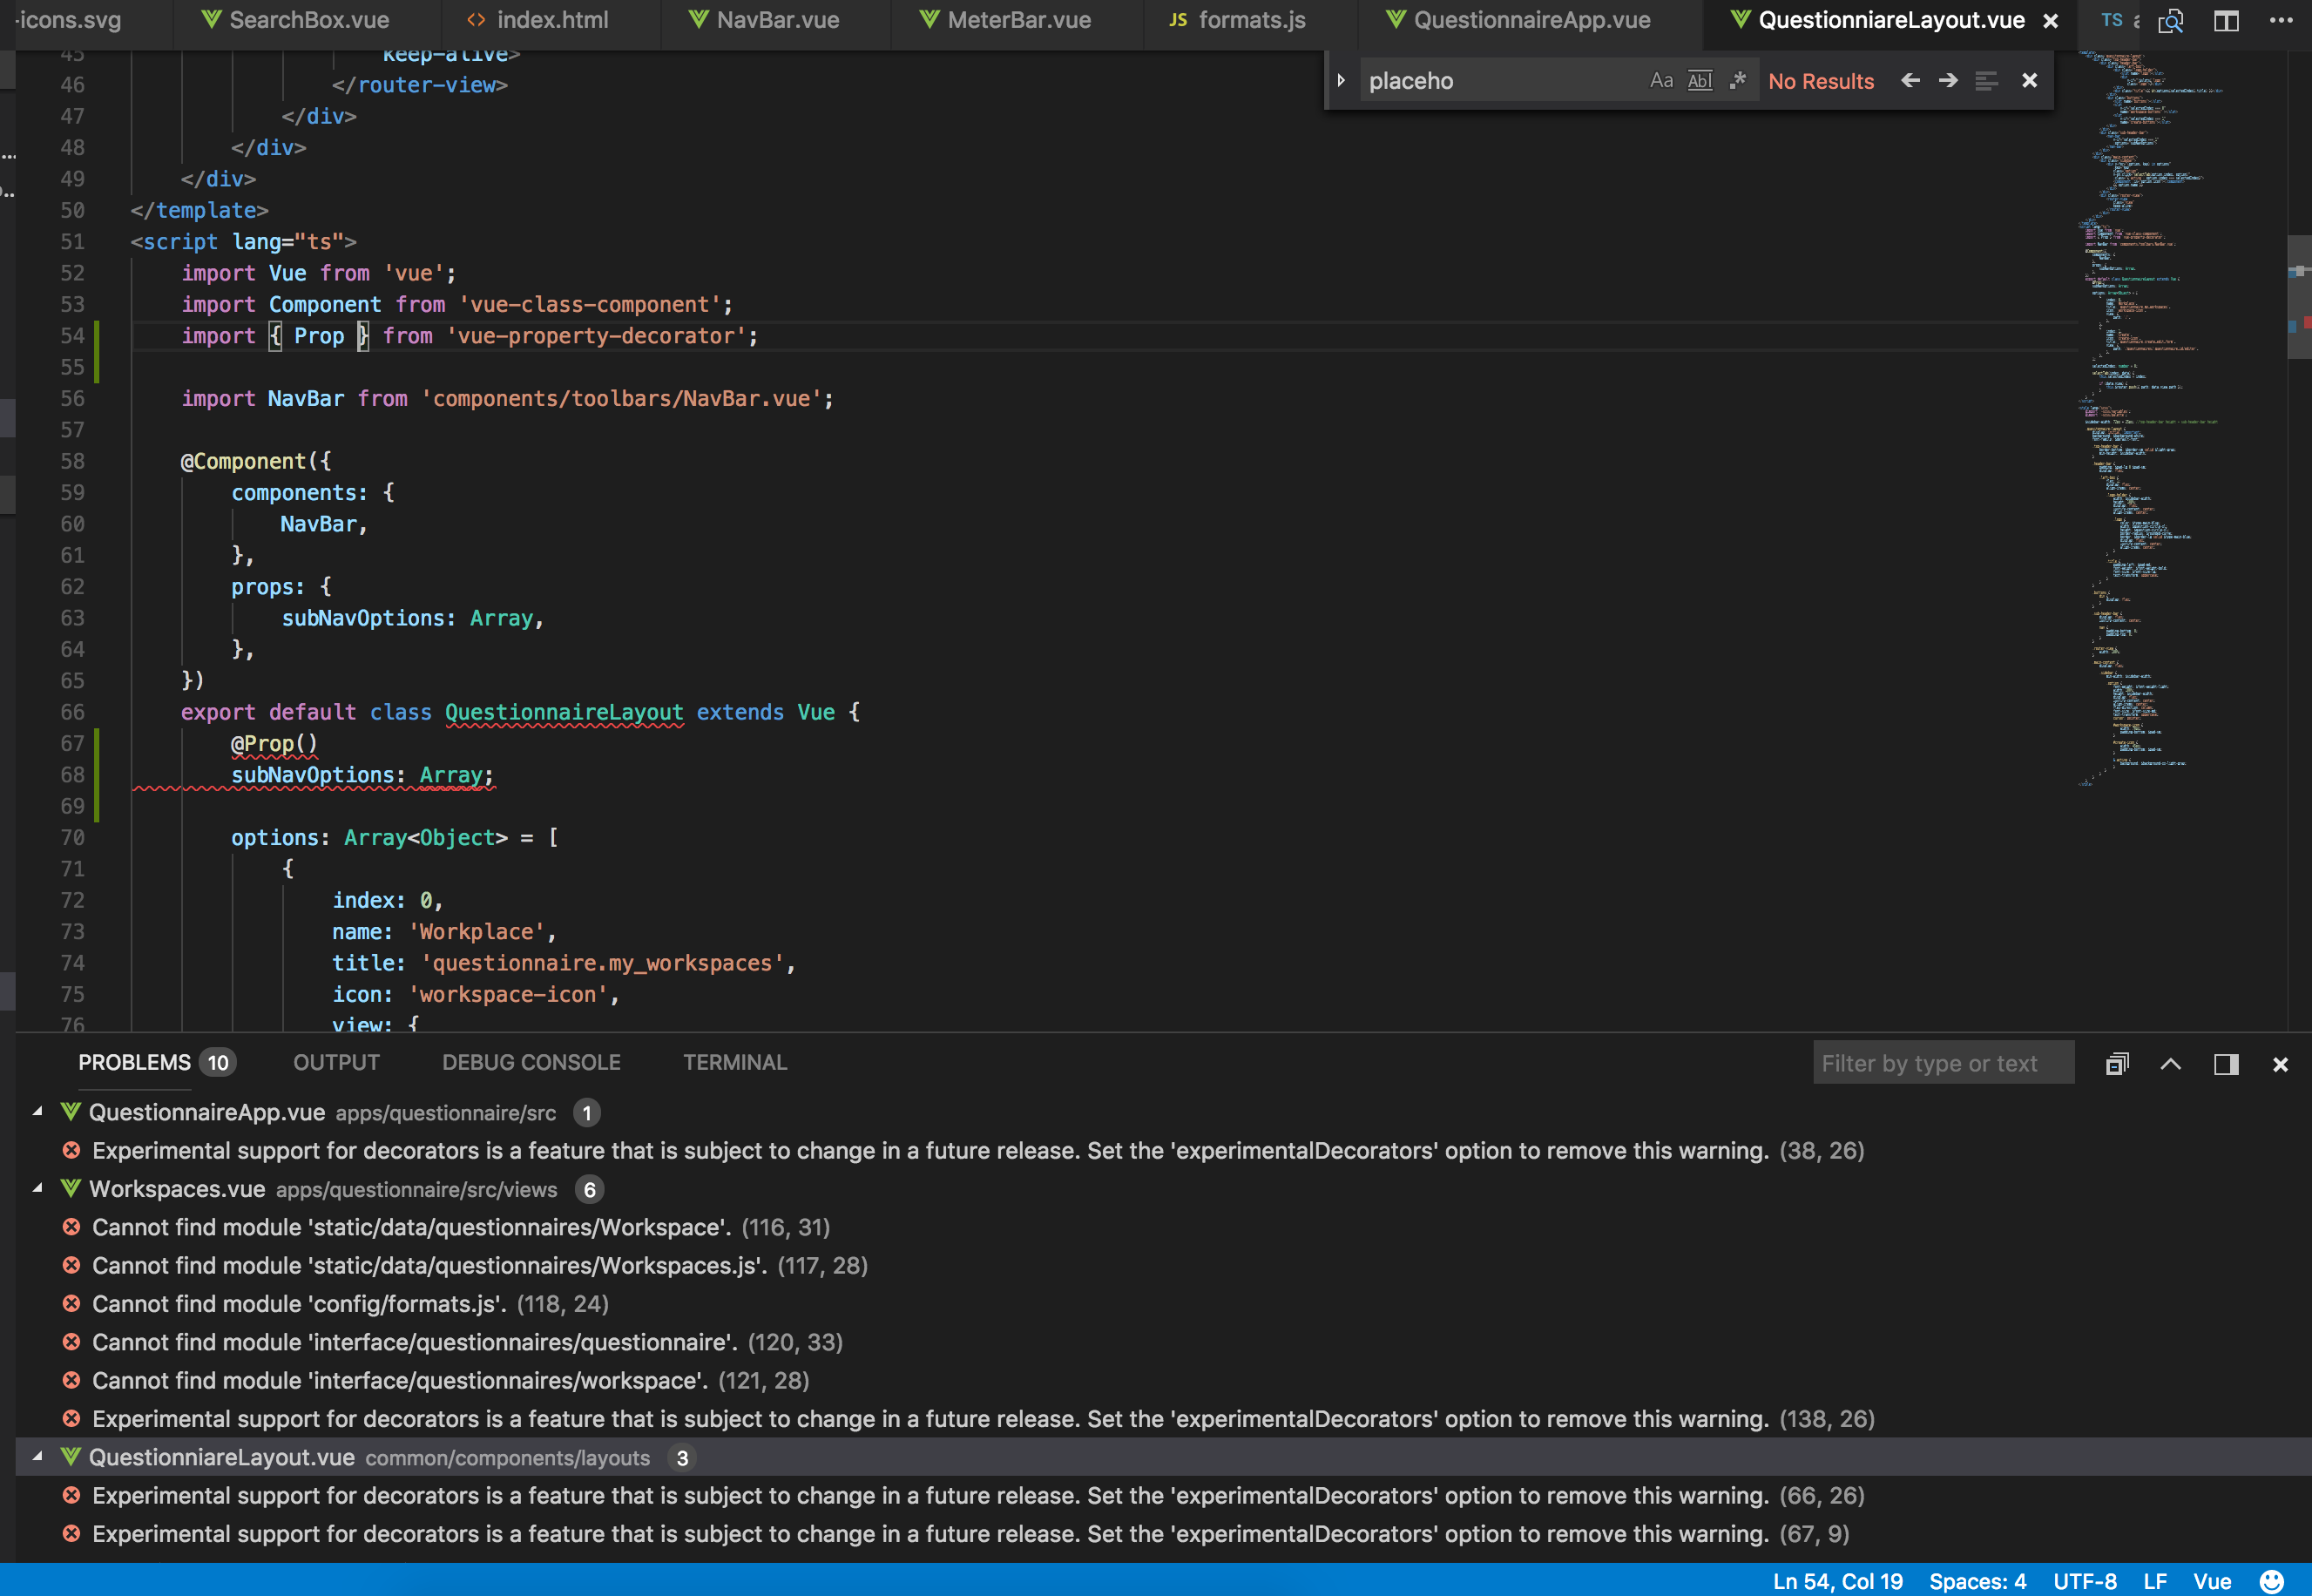 -icons.svg SearchBox.vue index.html NavBar.vue MeterBar.vue JS formats.js QuestionnaireApp.vue QuestionniareLayout.vue TS
placeho Aa Abl .* No Results
45 keep-alive>
46 </router-view>
47 </div>
48 </div>
49 </div>
50 </template>
51 <script lang="ts">
52 import Vue from 'vue';
53 import Component from 'vue-class-component';
54 import { Prop } from 'vue-property-decorator';
55
56 import NavBar from 'components/toolbars/NavBar.vue';
57
58 @Component({
59 components: {
60 NavBar,
61 },
62 props: {
63 subNavOptions: Array,
64 },
65 })
66 export default class QuestionnaireLayout extends Vue {
67 @Prop()
68 subNavOptions: Array;
69
70 options: Array<Object> = [
71 {
72 index: 0,
73 name: 'Workplace',
74 title: 'questionnaire.my_workspaces',
75 icon: 'workspace-icon',
76 view: {
PROBLEMS 10 OUTPUT DEBUG CONSOLE TERMINAL Filter by type or text
QuestionnaireApp.vue apps/questionnaire/src 1
Experimental support for decorators is a feature that is subject to change in a future release. Set the 'experimentalDecorators' option to remove this warning. (38, 26)
Workspaces.vue apps/questionnaire/src/views 6
Cannot find module 'static/data/questionnaires/Workspace'. (116, 31)
Cannot find module 'static/data/questionnaires/Workspaces.js'. (117, 28)
Cannot find module 'config/formats.js'. (118, 24)
Cannot find module 'interface/questionnaires/questionnaire'. (120, 33)
Cannot find module 'interface/questionnaires/workspace'. (121, 28)
Experimental support for decorators is a feature that is subject to change in a future release. Set the 'experimentalDecorators' option to remove this warning. (138, 26)
QuestionniareLayout.vue common/components/layouts 3
Experimental support for decorators is a feature that is subject to change in a future release. Set the 'experimentalDecorators' option to remove this warning. (66, 26)
Experimental support for decorators is a feature that is subject to change in a future release. Set the 'experimentalDecorators' option to remove this warning. (67, 9)
Ln 54, Col 19 Spaces: 4 UTF-8 LF Vue